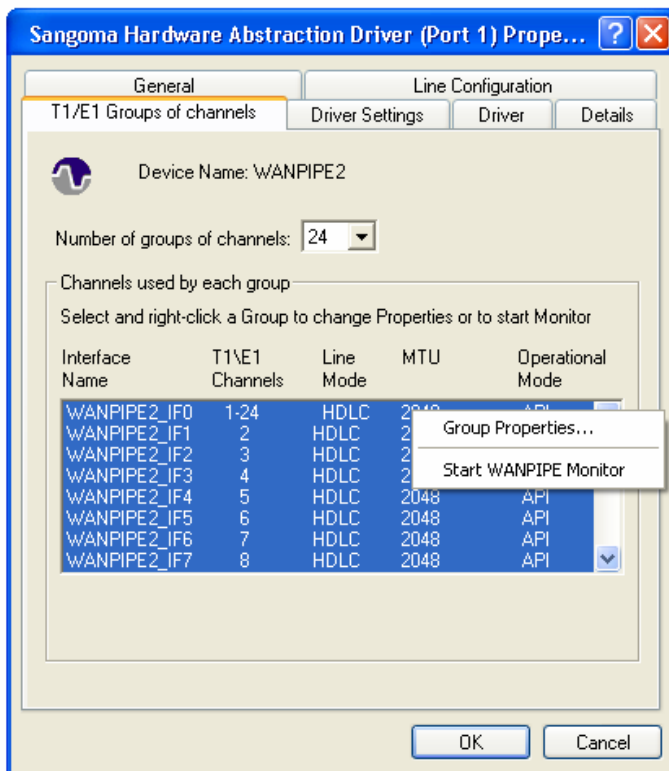 Sangoma Hardware Abstraction Driver (Port 1) Prope...
General Line Configuration
T1/E1 Groups of channels Driver Settings Driver Details
Device Name: WANPIPE2
Number of groups of channels: 24
Channels used by each group
Select and right-click a Group to change Properties or to start Monitor
Interface Name T1\E1 Channels Line Mode MTU Operational Mode
WANPIPE2_IF0 1-24 HDLC 2048 API
WANPIPE2_IF1 2 HDLC 2
Group Properties...
WANPIPE2_IF2 3 HDLC 2
WANPIPE2_IF3 4 HDLC 2
Start WANPIPE Monitor
WANPIPE2_IF4 5 HDLC 2048 API
WANPIPE2_IF5 6 HDLC 2048 API
WANPIPE2_IF6 7 HDLC 2048 API
WANPIPE2_IF7 8 HDLC 2048 API
OK Cancel